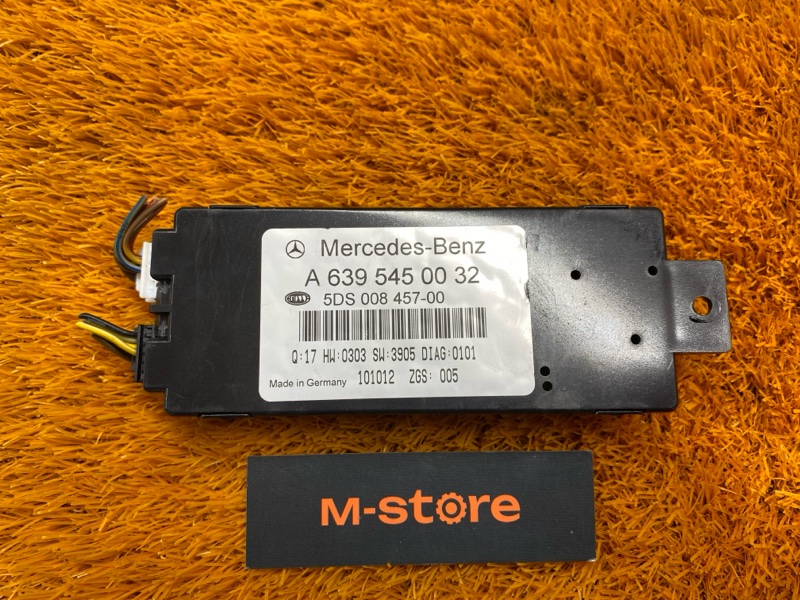 Mercedes-Benz
A 639 545 00 32
HELLA 5DS 008 457-00
Q:17 HW:0303 SW:3905 DIAG:0101
Made in Germany 101012 ZGS: 005
M-store